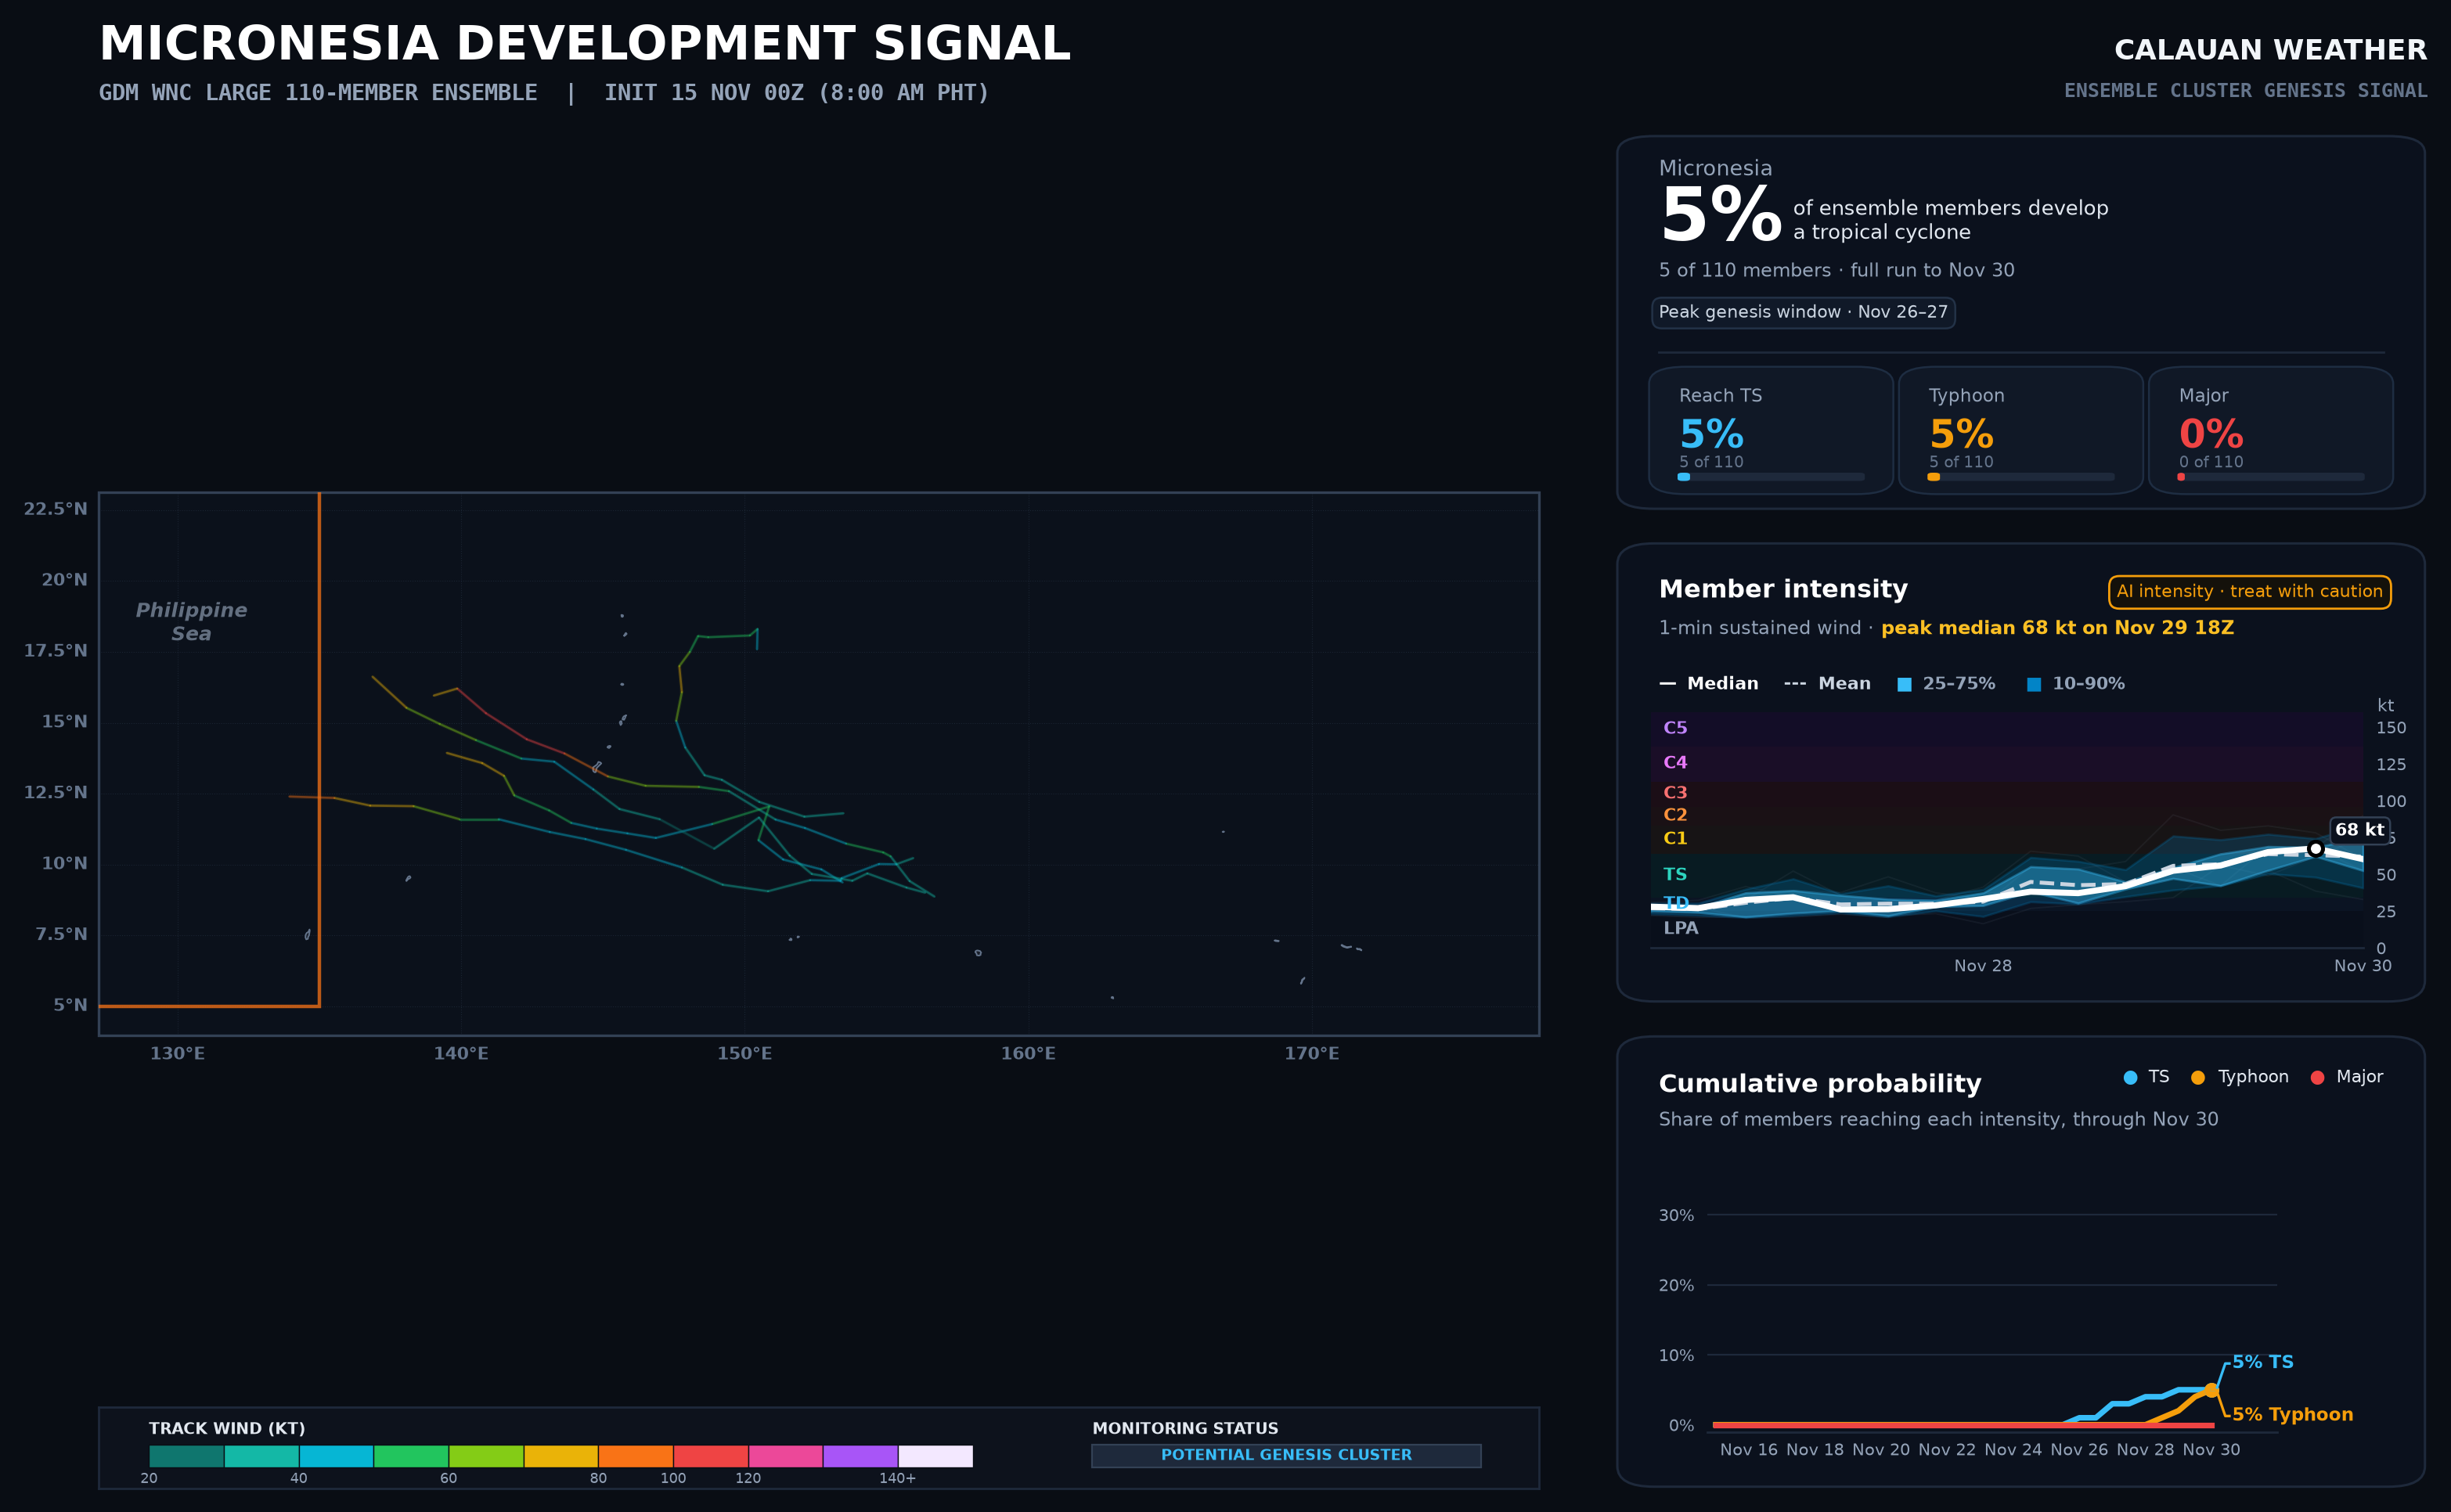 MICRONESIA DEVELOPMENT SIGNAL
GDM WNC LARGE 110-MEMBER ENSEMBLE | INIT 15 NOV 00Z (8:00 AM PHT)
CALAUAN WEATHER
ENSEMBLE CLUSTER GENESIS SIGNAL
22.5°N
20°N
17.5°N
15°N
12.5°N
10°N
7.5°N
5°N
Philippine
Sea
130°E 140°E 150°E 160°E 170°E
TRACK WIND (KT)
20 40 60 80 100 120 140+
MONITORING STATUS
POTENTIAL GENESIS CLUSTER
Micronesia
5% of ensemble members develop
a tropical cyclone
5 of 110 members · full run to Nov 30
Peak genesis window · Nov 26–27
Reach TS
5%
5 of 110
Typhoon
5%
5 of 110
Major
0%
0 of 110
Member intensity
AI intensity · treat with caution
1-min sustained wind · peak median 68 kt on Nov 29 18Z
Median Mean 25–75% 10–90%
kt
C5
C4
C3
C2
C1
TS
TD
LPA
150
125
100
68 kt
50
25
0
Nov 28 Nov 30
Cumulative probability
TS Typhoon Major
Share of members reaching each intensity, through Nov 30
30%
20%
10%
0%
5% TS
5% Typhoon
Nov 16 Nov 18 Nov 20 Nov 22 Nov 24 Nov 26 Nov 28 Nov 30